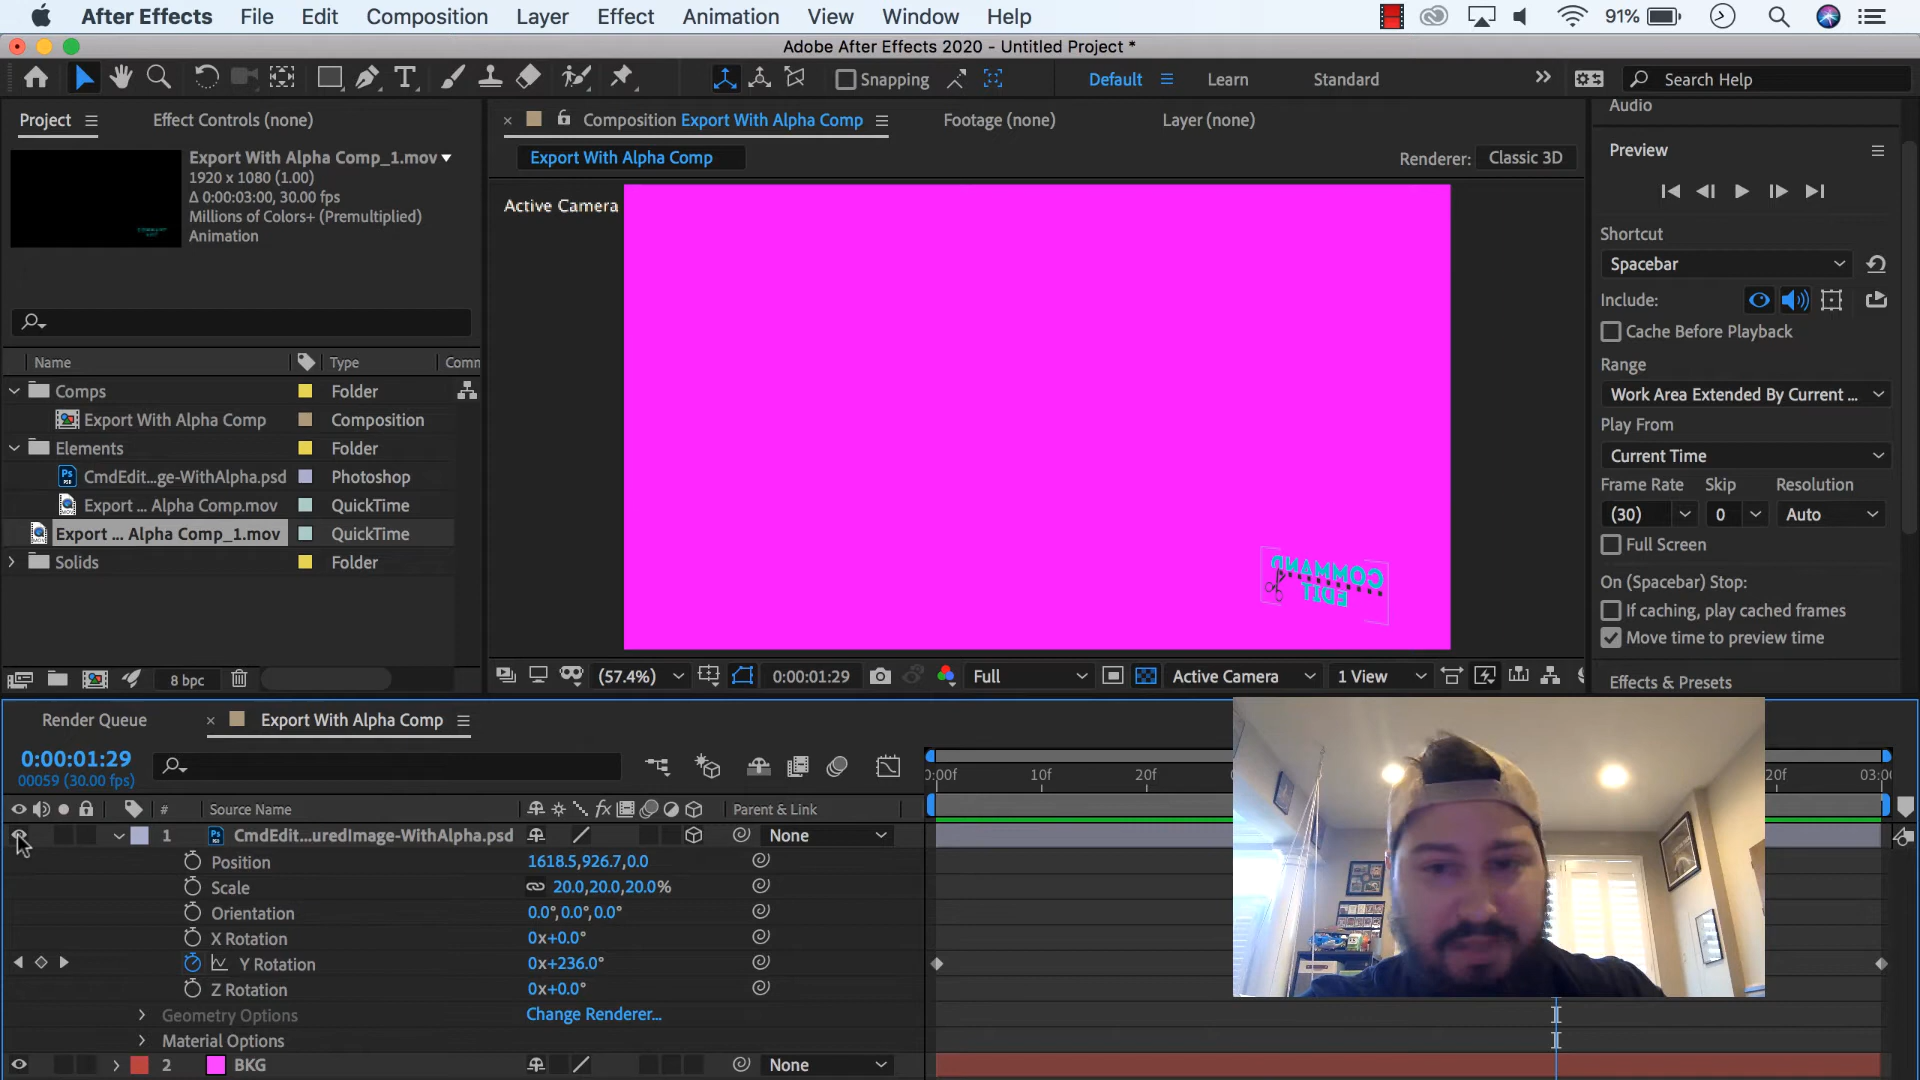 After Effects File Edit Composition Layer Effect Animation View Window Help 91%
Adobe After Effects 2020 - Untitled Project *
Snapping Default Learn Standard Search Help
Project Effect Controls (none)
Export With Alpha Comp_1.mov
1920 x 1080 (1.00)
Δ 0:00:03:00, 30.00 fps
Millions of Colors+ (Premultiplied)
Animation
Name Type Comm
Comps Folder
Export With Alpha Comp Composition
Elements Folder
CmdEdit...ge-WithAlpha.psd Photoshop
Export ... Alpha Comp.mov QuickTime
Export ... Alpha Comp_1.mov QuickTime
Solids Folder
8 bpc
Composition Export With Alpha Comp Footage (none) Layer (none)
Export With Alpha Comp Renderer: Classic 3D
Active Camera
COMMAND
EDIT
(57.4%) 0:00:01:29 Full Active Camera 1 View
Audio
Preview
Shortcut
Spacebar
Include:
Cache Before Playback
Range
Work Area Extended By Current ...
Play From
Current Time
Frame Rate Skip Resolution
(30) 0 Auto
Full Screen
On (Spacebar) Stop:
If caching, play cached frames
Move time to preview time
Effects & Presets
Render Queue Export With Alpha Comp
0:00:01:29
00059 (30.00 fps)
:00f 10f 20f 20f 03:00
# Source Name fx Parent & Link
1 Ps CmdEdit...uredImage-WithAlpha.psd None
Position 1618.5,926.7,0.0
Scale 20.0,20.0,20.0%
Orientation 0.0°,0.0°,0.0°
X Rotation 0x+0.0°
Y Rotation 0x+236.0°
Z Rotation 0x+0.0°
Geometry Options Change Renderer...
Material Options
2 BKG None